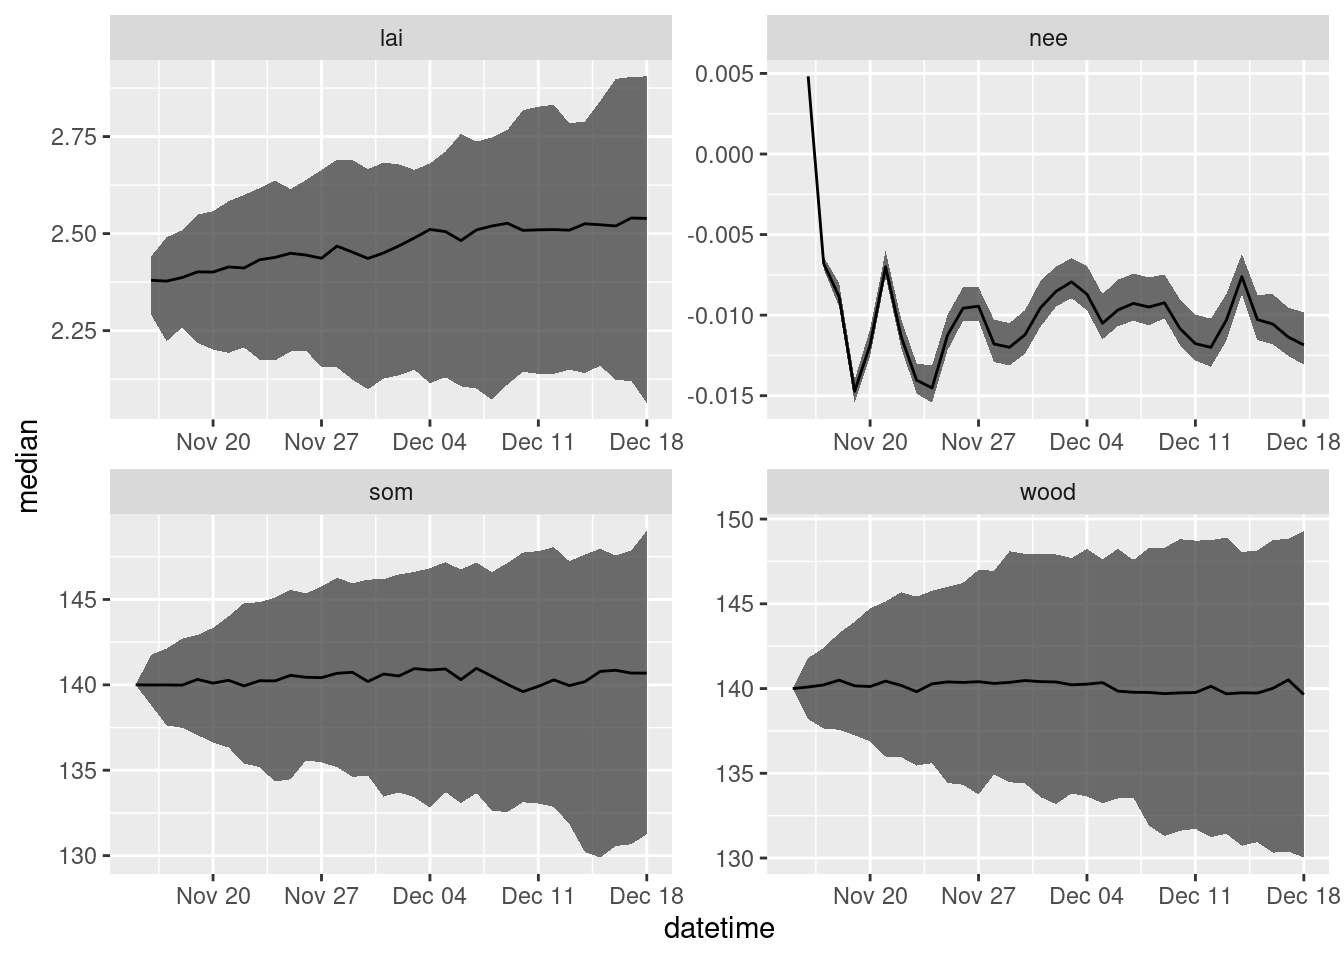 lai
nee
2.75
2.50
2.25
0.005
0.000
-0.005
-0.010
-0.015
Nov 20 Nov 27 Dec 04 Dec 11 Dec 18
Nov 20 Nov 27 Dec 04 Dec 11 Dec 18
median
som
wood
145
140
135
130
150
145
140
135
130
Nov 20 Nov 27 Dec 04 Dec 11 Dec 18
Nov 20 Nov 27 Dec 04 Dec 11 Dec 18
datetime